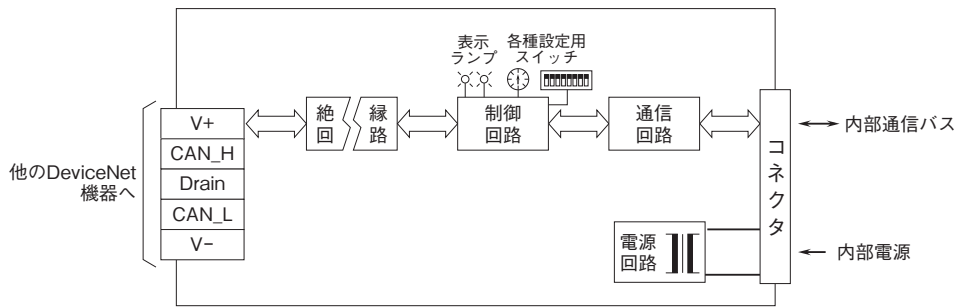 表示
ランプ
各種設定用
スイッチ
絶縁
回路
制御
回路
通信
回路
V+
CAN_H
Drain
CAN_L
V−
他のDeviceNet
機器へ
コネクタ
内部通信バス
電源
回路
内部電源